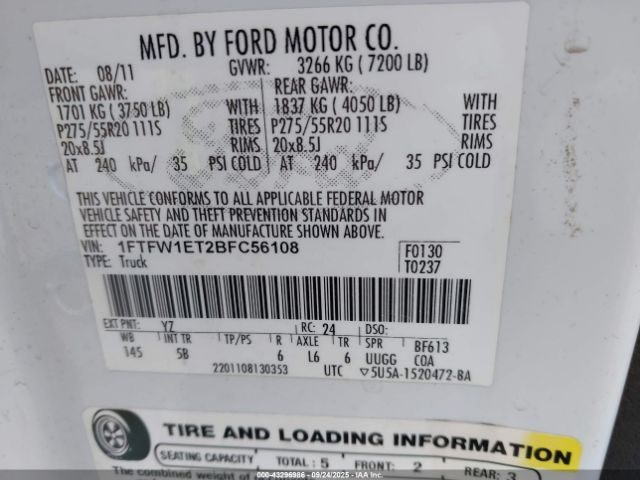 MFD. BY FORD MOTOR CO.
DATE: 08/11 GVWR: 3266 KG ( 7200 LB)
FRONT GAWR: REAR GAWR:
1701 KG ( 3750 LB) WITH 1837 KG ( 4050 LB) WITH
P275/55R20 111S TIRES P275/55R20 111S TIRES
20x8.5J RIMS 20x8.5J RIMS
AT 240 kPa/ 35 PSI COLD AT 240 kPa/ 35 PSI COLD
THIS VEHICLE CONFORMS TO ALL APPLICABLE FEDERAL MOTOR
VEHICLE SAFETY AND THEFT PREVENTION STANDARDS IN
EFFECT ON THE DATE OF MANUFACTURE SHOWN ABOVE.
VIN: 1FTFW1ET2BFC56108 F0130
TYPE: Truck T0237
EXT PNT: YZ RC: 24 DSO:
WB INT TR TP/PS R AXLE TR SPR BF613
145 5B 6 L6 6 UUGG COA
2201108130353 UTC ▽5U5A-1520472-8A
TIRE AND LOADING INFORMATION
SEATING CAPACITY TOTAL: 5 FRONT: 2 REAR: 3
The combined weight of
© 43296986 - 09/24/2025 - IAA.CA